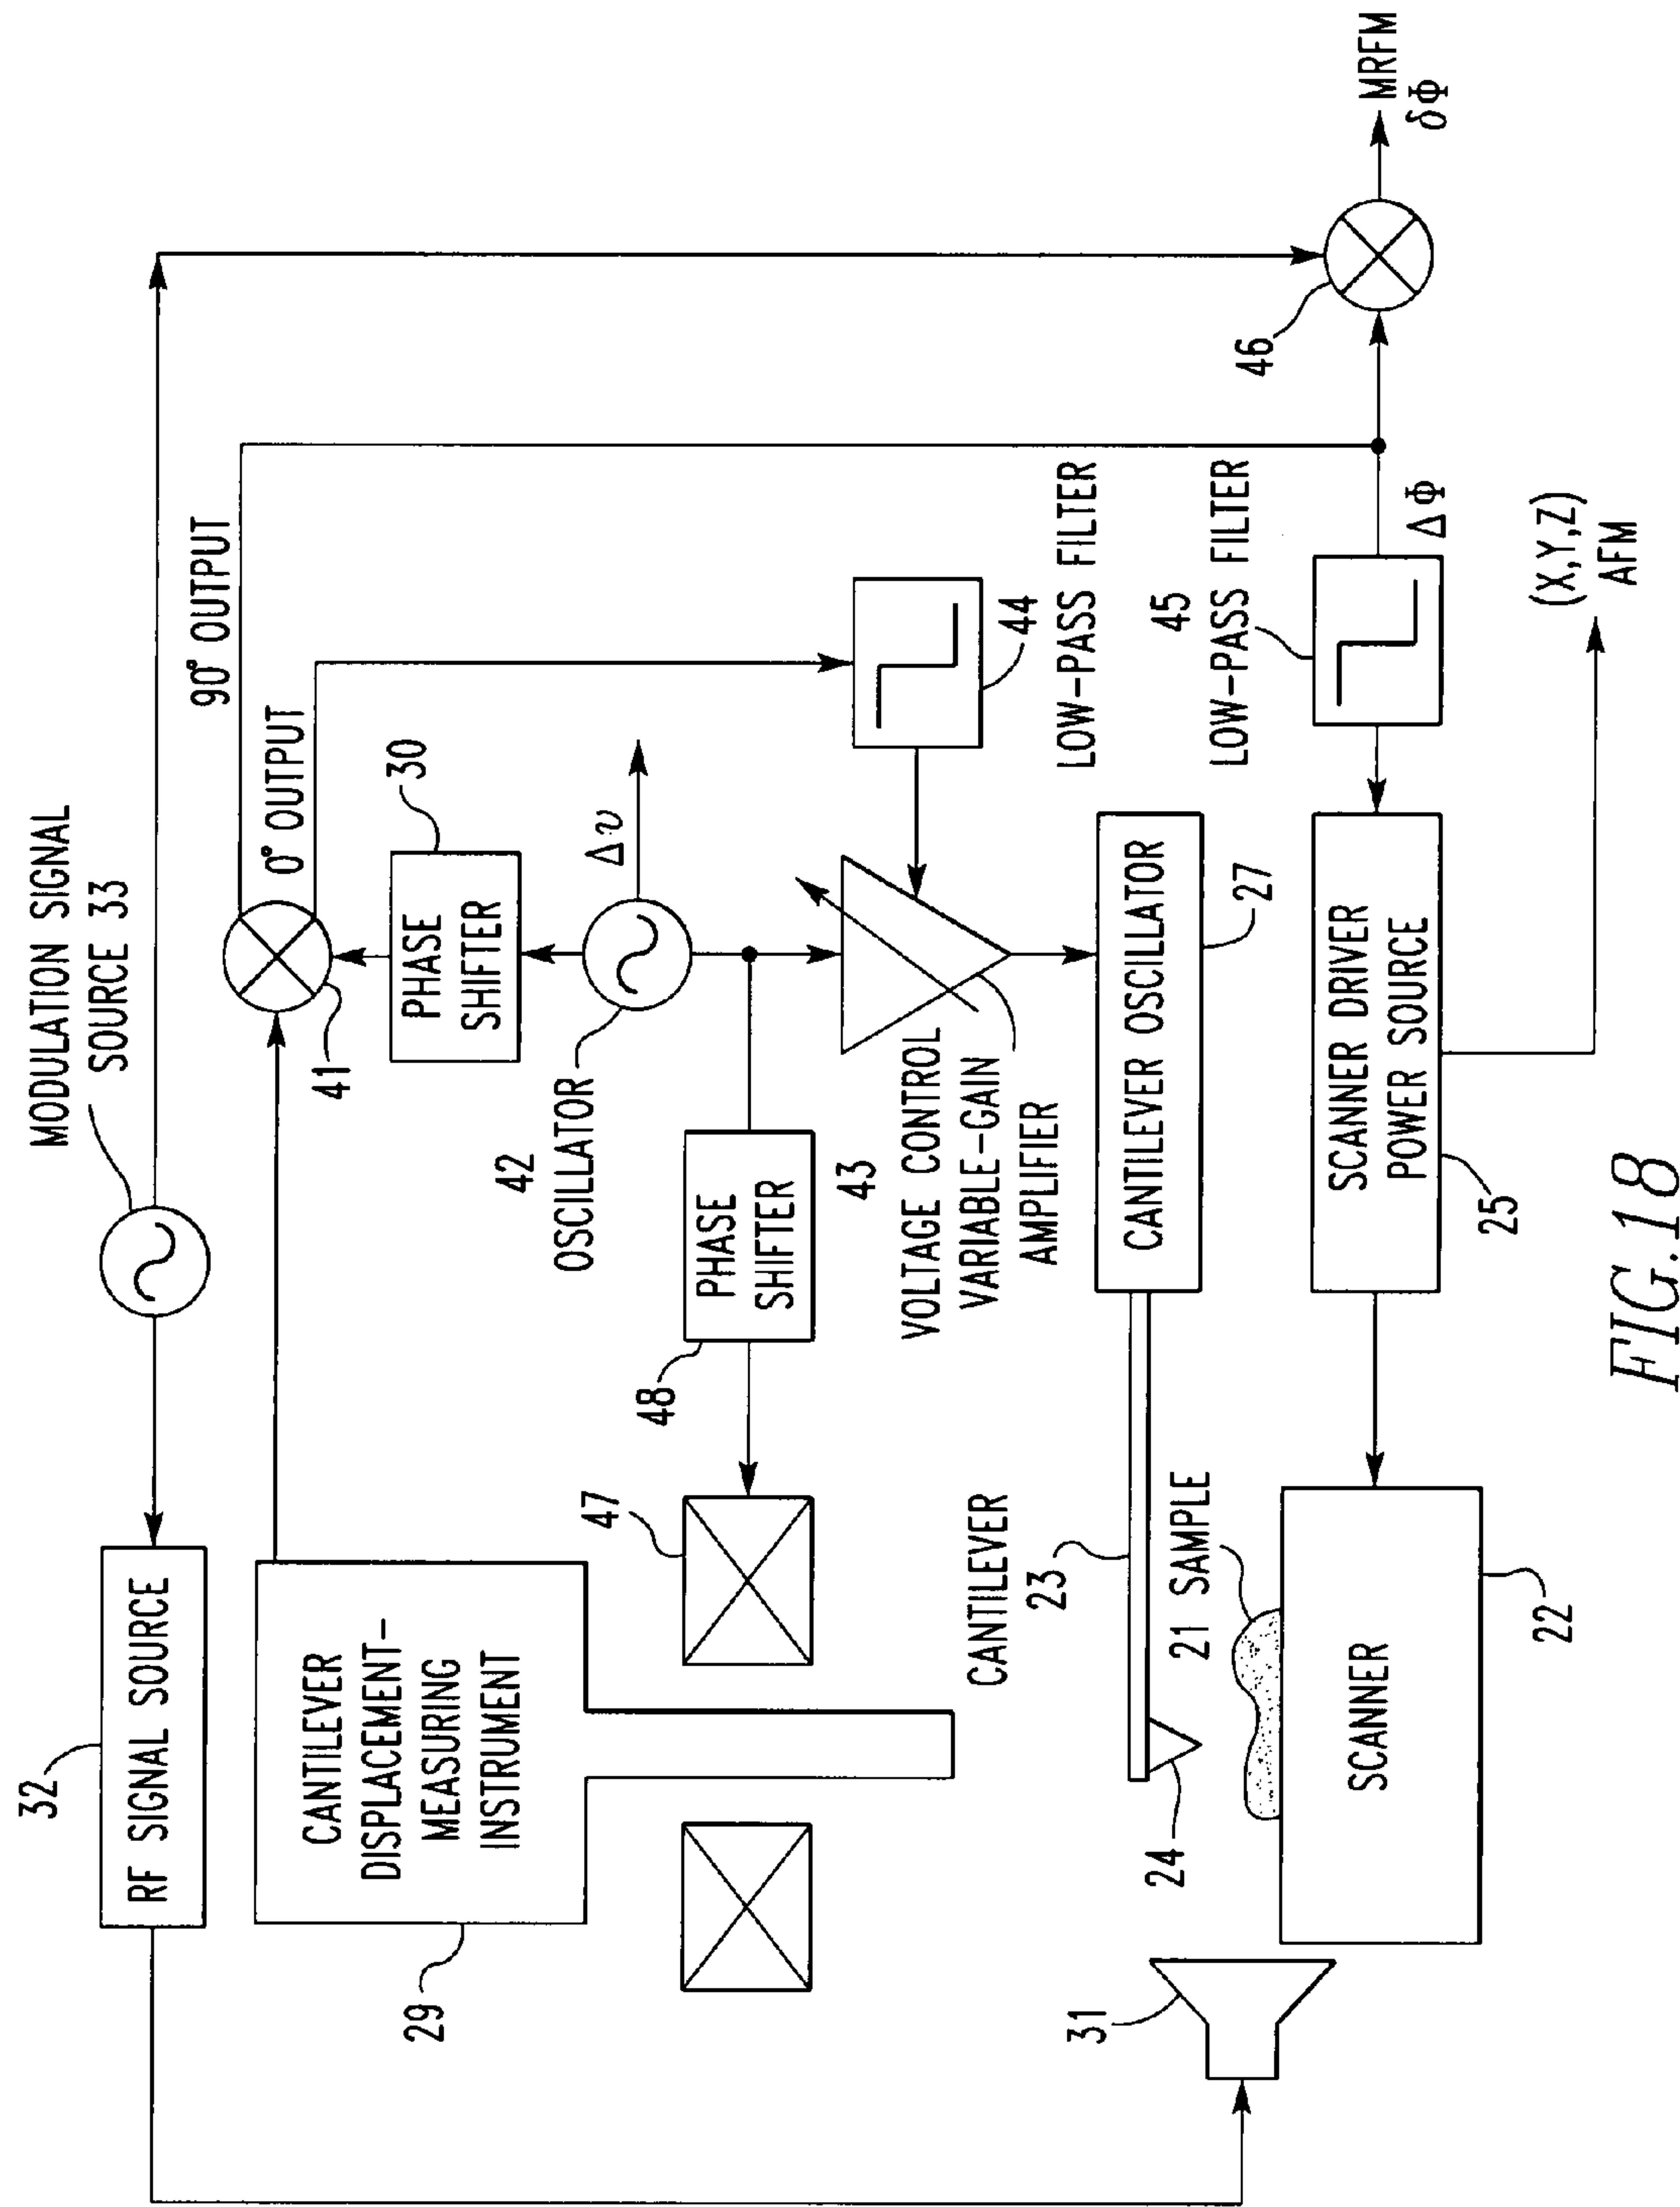 MODULATION SIGNAL
SOURCE 33
32
RF SIGNAL SOURCE
90° OUTPUT
0° OUTPUT
41
CANTILEVER
DISPLACEMENT-
MEASURING
INSTRUMENT
29
PHASE
SHIFTER
30
42
OSCILLATOR
Δν
47
48
PHASE
SHIFTER
43
VOLTAGE CONTROL
VARIABLE-GAIN
AMPLIFIER
44
LOW-PASS FILTER
CANTILEVER
23
24
CANTILEVER OSCILLATOR
27
31
21 SAMPLE
SCANNER
22
SCANNER DRIVER
POWER SOURCE
25
45
LOW-PASS FILTER
ΔΦ
46
MRFM
δΦ
(X,Y,Z)
AFM
FIG.18